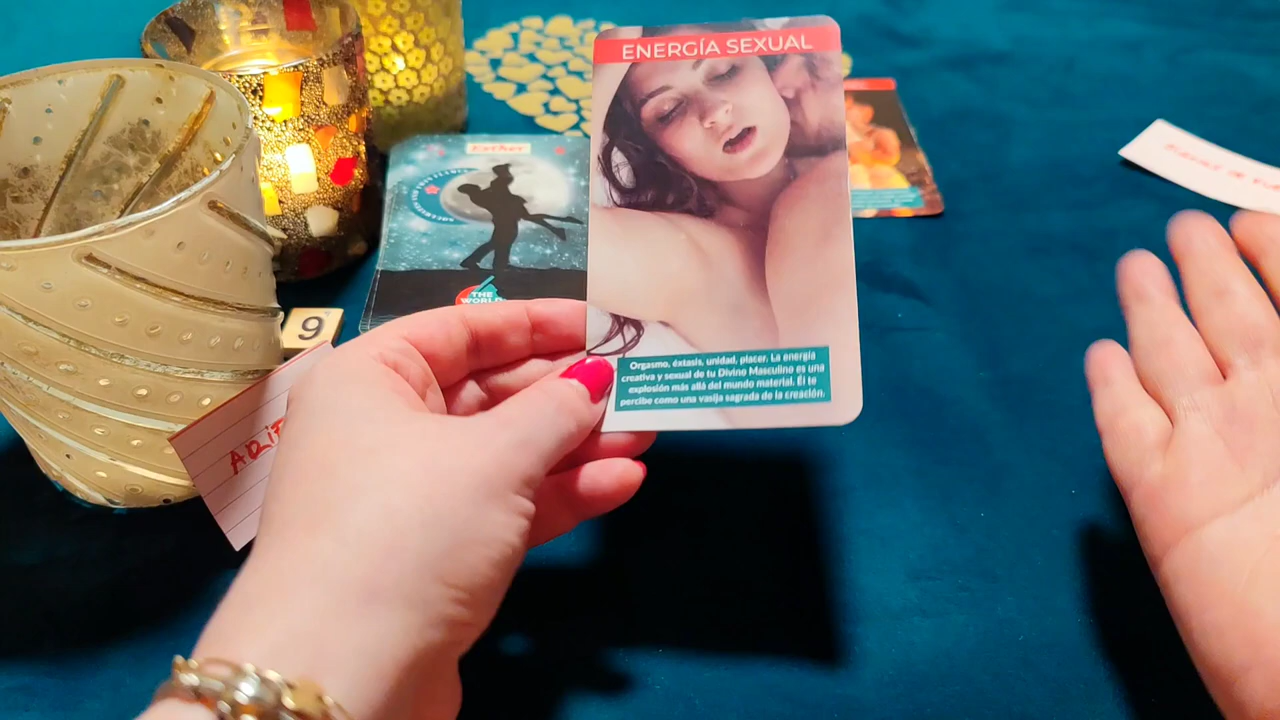 ENERGÍA SEXUAL
Orgasmo, éxtasis, unidad, placer. La energía
creativa y sexual de tu Divino Masculino es una
explosión más allá del mundo material. Él te
percibe como una vasija sagrada de la creación.
Esther
THE
WORLD
9